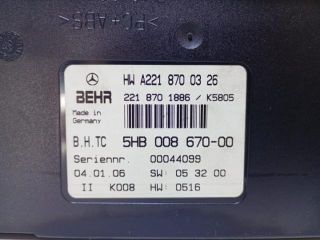 >PC+ABS<
HW A221 870 03 26
BEHR 221 870 1886 / K5805
Made in
Germany
B.H.TC 5HB 008 670-00
Seriennr. 00044099
04.01.06 SW: 05 32 00
II K008 HW: 0516